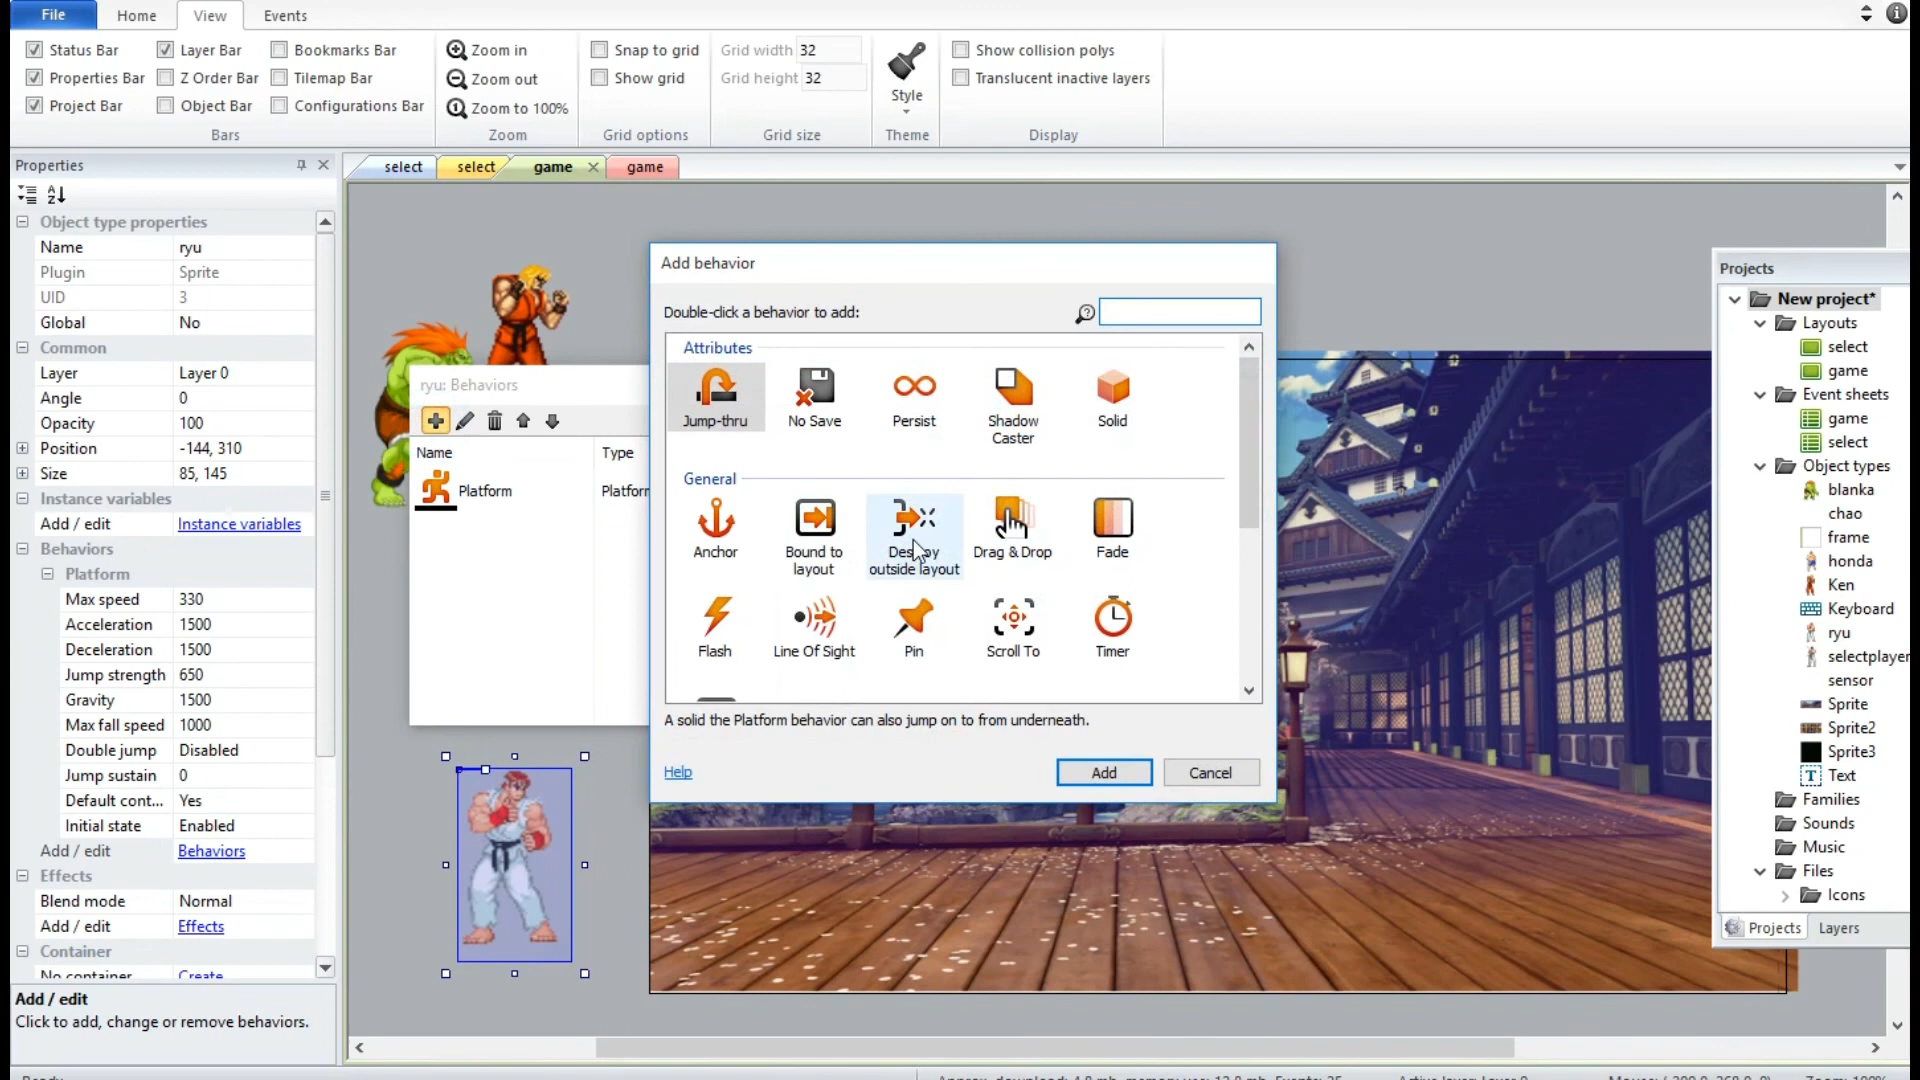 File
Home
View
Events
Status Bar
Layer Bar
Bookmarks Bar
Properties Bar
Z Order Bar
Tilemap Bar
Project Bar
Object Bar
Configurations Bar
Bars
Zoom in
Zoom out
Zoom to 100%
Zoom
Snap to grid
Show grid
Grid options
Grid width 32
Grid height 32
Grid size
Style
Theme
Show collision polys
Translucent inactive layers
Display
Properties
select
select
game
game
Object type properties
Name ryu
Plugin Sprite
UID 3
Global No
Common
Layer Layer 0
Angle 0
Opacity 100
Position -144, 310
Size 85, 145
Instance variables
Add / edit Instance variables
Behaviors
Platform
Max speed 330
Acceleration 1500
Deceleration 1500
Jump strength 650
Gravity 1500
Max fall speed 1000
Double jump Disabled
Jump sustain 0
Default cont... Yes
Initial state Enabled
Add / edit Behaviors
Effects
Blend mode Normal
Add / edit Effects
Container
No container Create
Add / edit
Click to add, change or remove behaviors.
ryu: Behaviors
Name Type
Platform
Add behavior
Double-click a behavior to add:
Attributes
Jump-thru
No Save
Persist
Shadow
Caster
Solid
General
Anchor
Bound to
layout
Destroy
outside layout
Drag & Drop
Fade
Flash
Line Of Sight
Pin
Scroll To
Timer
A solid the Platform behavior can also jump on to from underneath.
Help
Add
Cancel
Projects
New project*
Layouts
select
game
Event sheets
game
select
Object types
blanka
chao
frame
honda
Ken
Keyboard
ryu
selectplayer
sensor
Sprite
Sprite2
Sprite3
Text
Families
Sounds
Music
Files
Icons
Projects
Layers